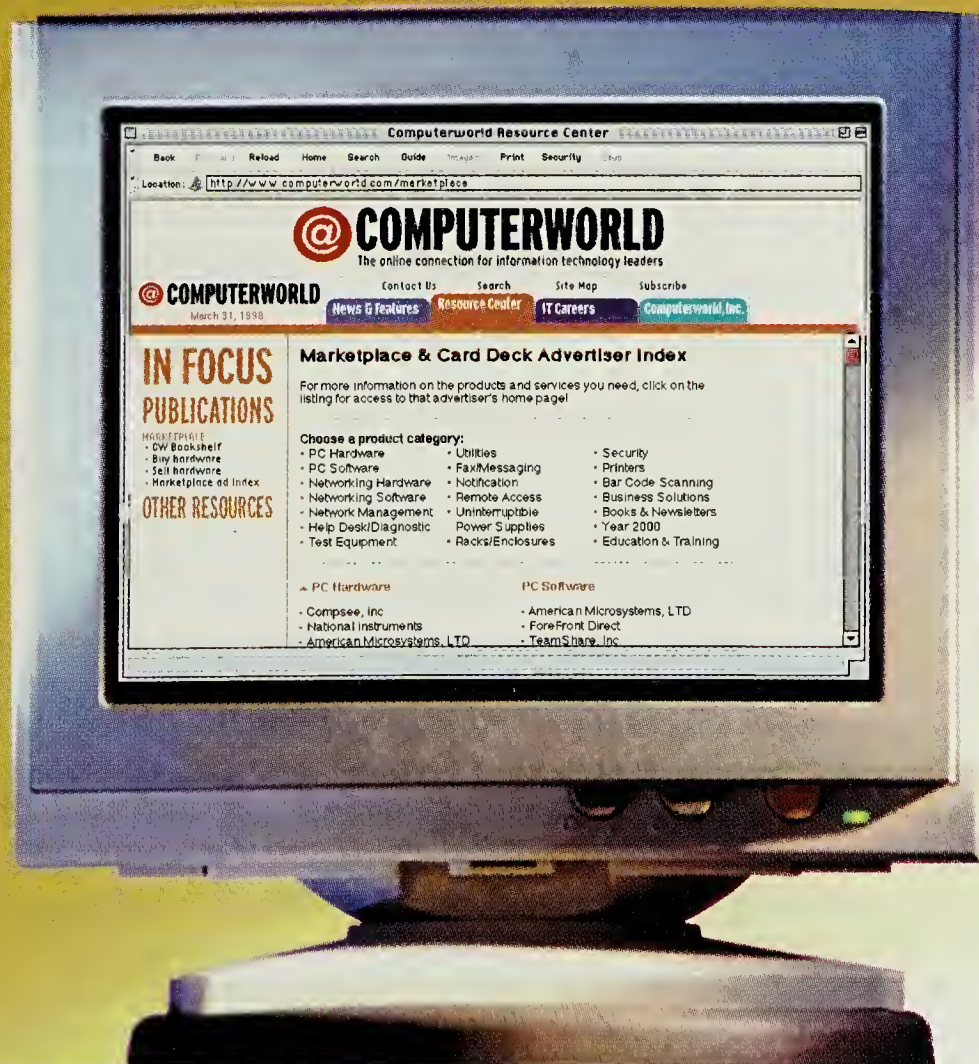 Computerworld Resource Center
Back Reload Home Search Guide Print Security
Location: http://www.computerworld.com/marketplace
@COMPUTERWORLD
The online connection for information technology leaders
Contact Us Search Site Map Subscribe
@COMPUTERWORLD
March 31, 1998
News & Features Resource Center IT Careers Computerworld, Inc.
IN FOCUS
PUBLICATIONS
MARKETPLACE
• CW Bookshelf
• Buy hardware
• Sell hardware
• Marketplace ad index
OTHER RESOURCES
Marketplace & Card Deck Advertiser Index
For more information on the products and services you need, click on the
listing for access to that advertiser's home page!
Choose a product category:
• PC Hardware
• PC Software
• Networking Hardware
• Networking Software
• Network Management
• Help Desk/Diagnostic
• Test Equipment
• Utilities
• Fax/Messaging
• Notification
• Remote Access
• Uninterruptible
Power Supplies
• Racks/Enclosures
• Security
• Printers
• Bar Code Scanning
• Business Solutions
• Books & Newsletters
• Year 2000
• Education & Training
PC Hardware
- Compsee, Inc
- National Instruments
- American Microsystems, LTD
PC Software
- American Microsystems, LTD
- ForeFront Direct
- TeamShare, Inc